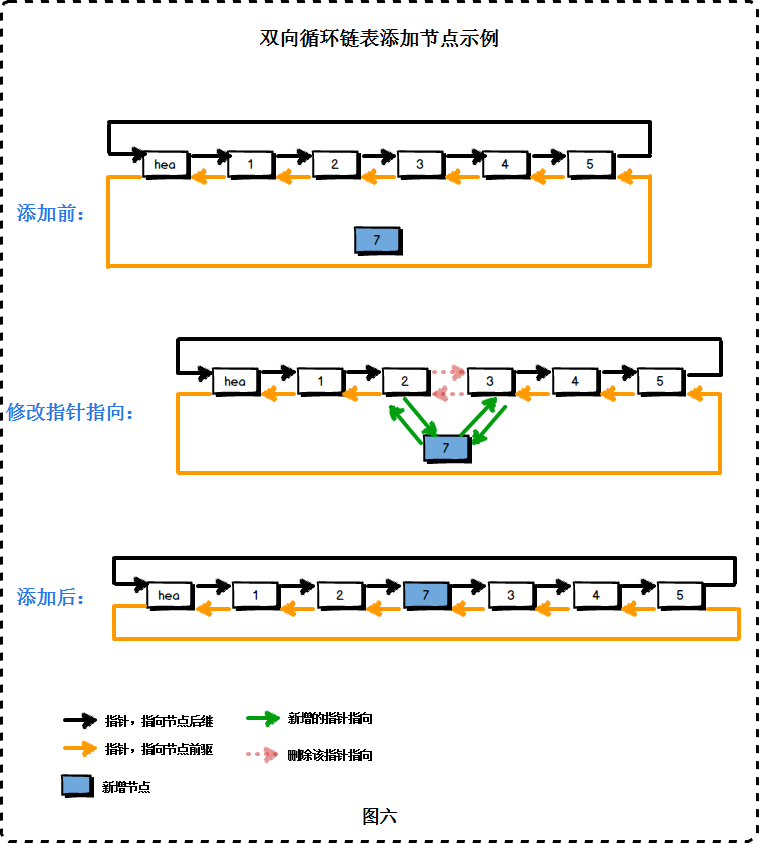 双向循环链表添加节点示例
hea 1 2 3 4 5
添加前：
7
hea 1 2 3 4 5
修改指针指向：
7
添加后：
hea 1 2 7 3 4 5
指针，指向节点后继
新增的指针指向
指针，指向节点前驱
删除该指针指向
新增节点
图六